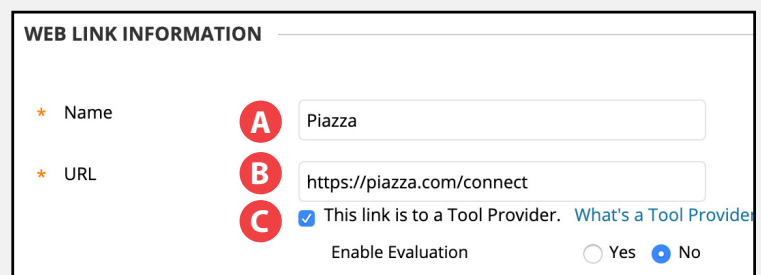 WEB LINK INFORMATION
* Name A Piazza
* URL B https://piazza.com/connect
C This link is to a Tool Provider. What's a Tool Provider
Enable Evaluation Yes No